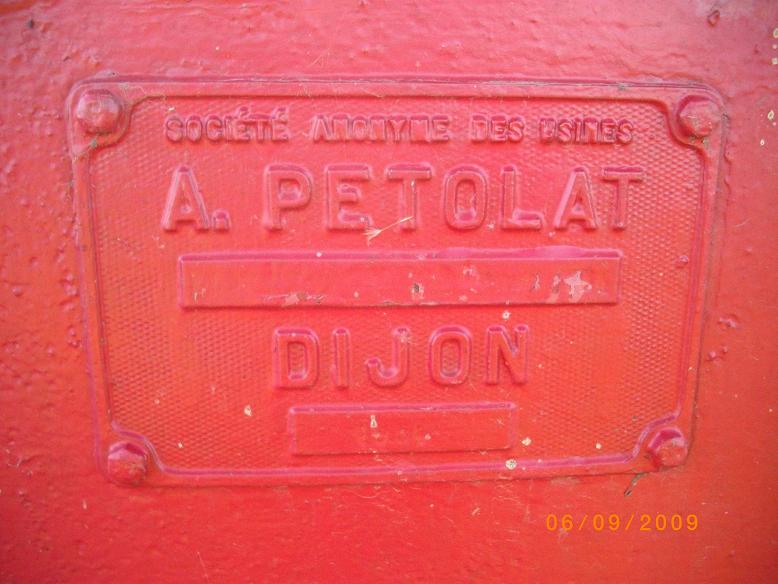 SOCIÉTÉ ANONYME DES USINES
A. PETOLAT
DIJON
06/09/2009